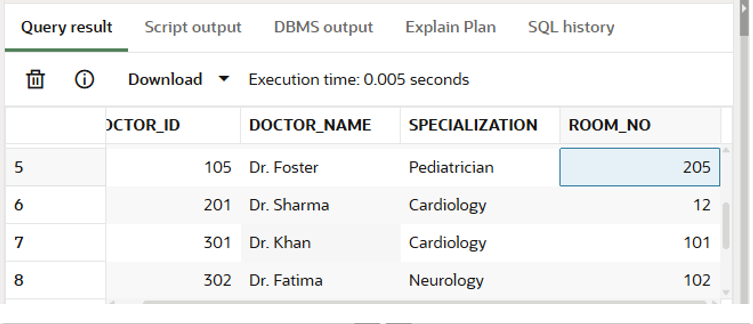 Query result Script output DBMS output Explain Plan SQL history
Download Execution time: 0.005 seconds
OCTOR_ID DOCTOR_NAME SPECIALIZATION ROOM_NO
5 105 Dr. Foster Pediatrician 205
6 201 Dr. Sharma Cardiology 12
7 301 Dr. Khan Cardiology 101
8 302 Dr. Fatima Neurology 102